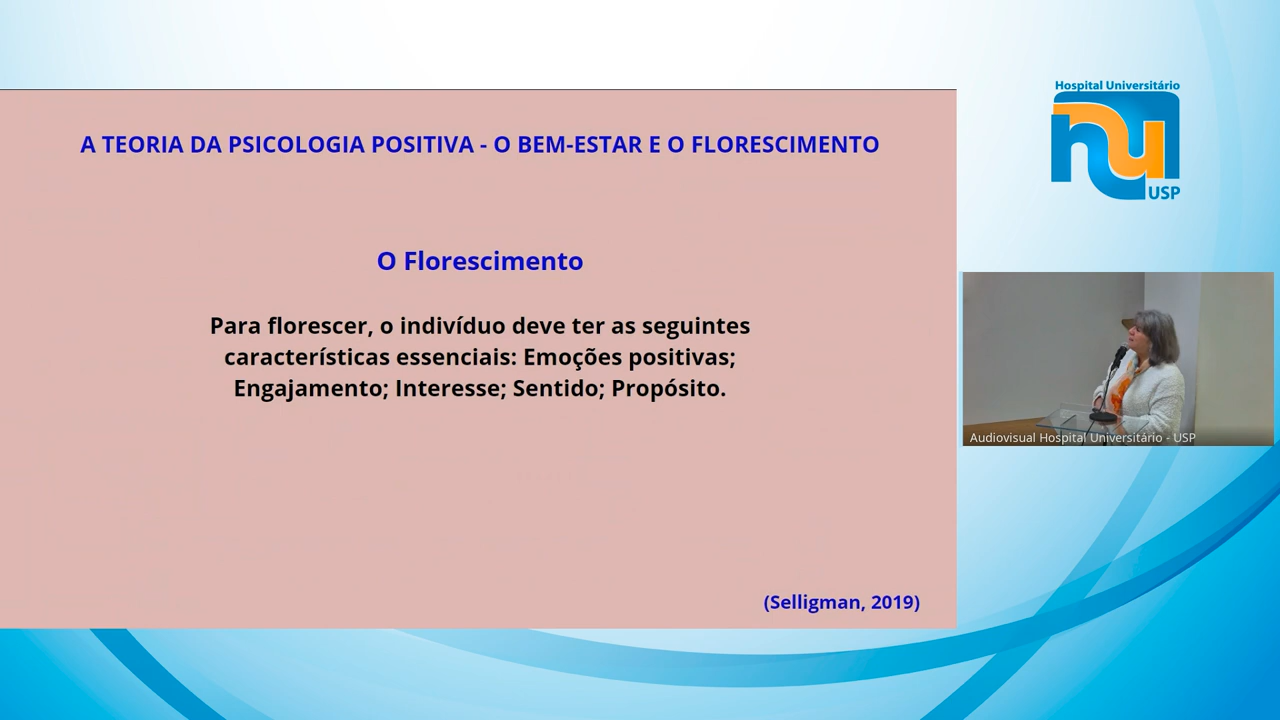 A TEORIA DA PSICOLOGIA POSITIVA - O BEM-ESTAR E O FLORESCIMENTO
O Florescimento
Para florescer, o indivíduo deve ter as seguintes
características essenciais: Emoções positivas;
Engajamento; Interesse; Sentido; Propósito.
(Selligman, 2019)
Hospital Universitário
hu
USP
Audiovisual Hospital Universitário - USP